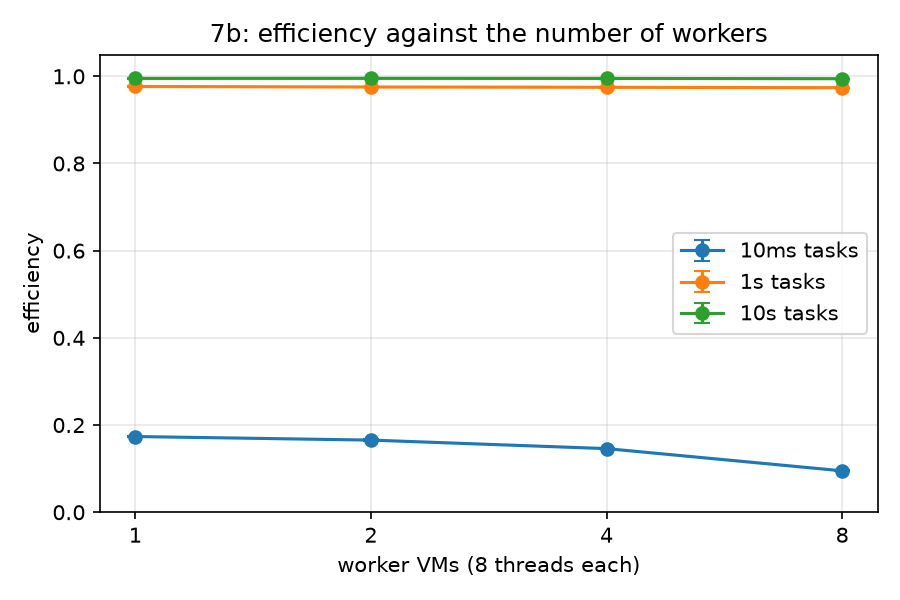 7b: efficiency against the number of workers
efficiency
1.0
0.8
0.6
0.4
0.2
0.0
1 2 4 8
worker VMs (8 threads each)
10ms tasks
1s tasks
10s tasks